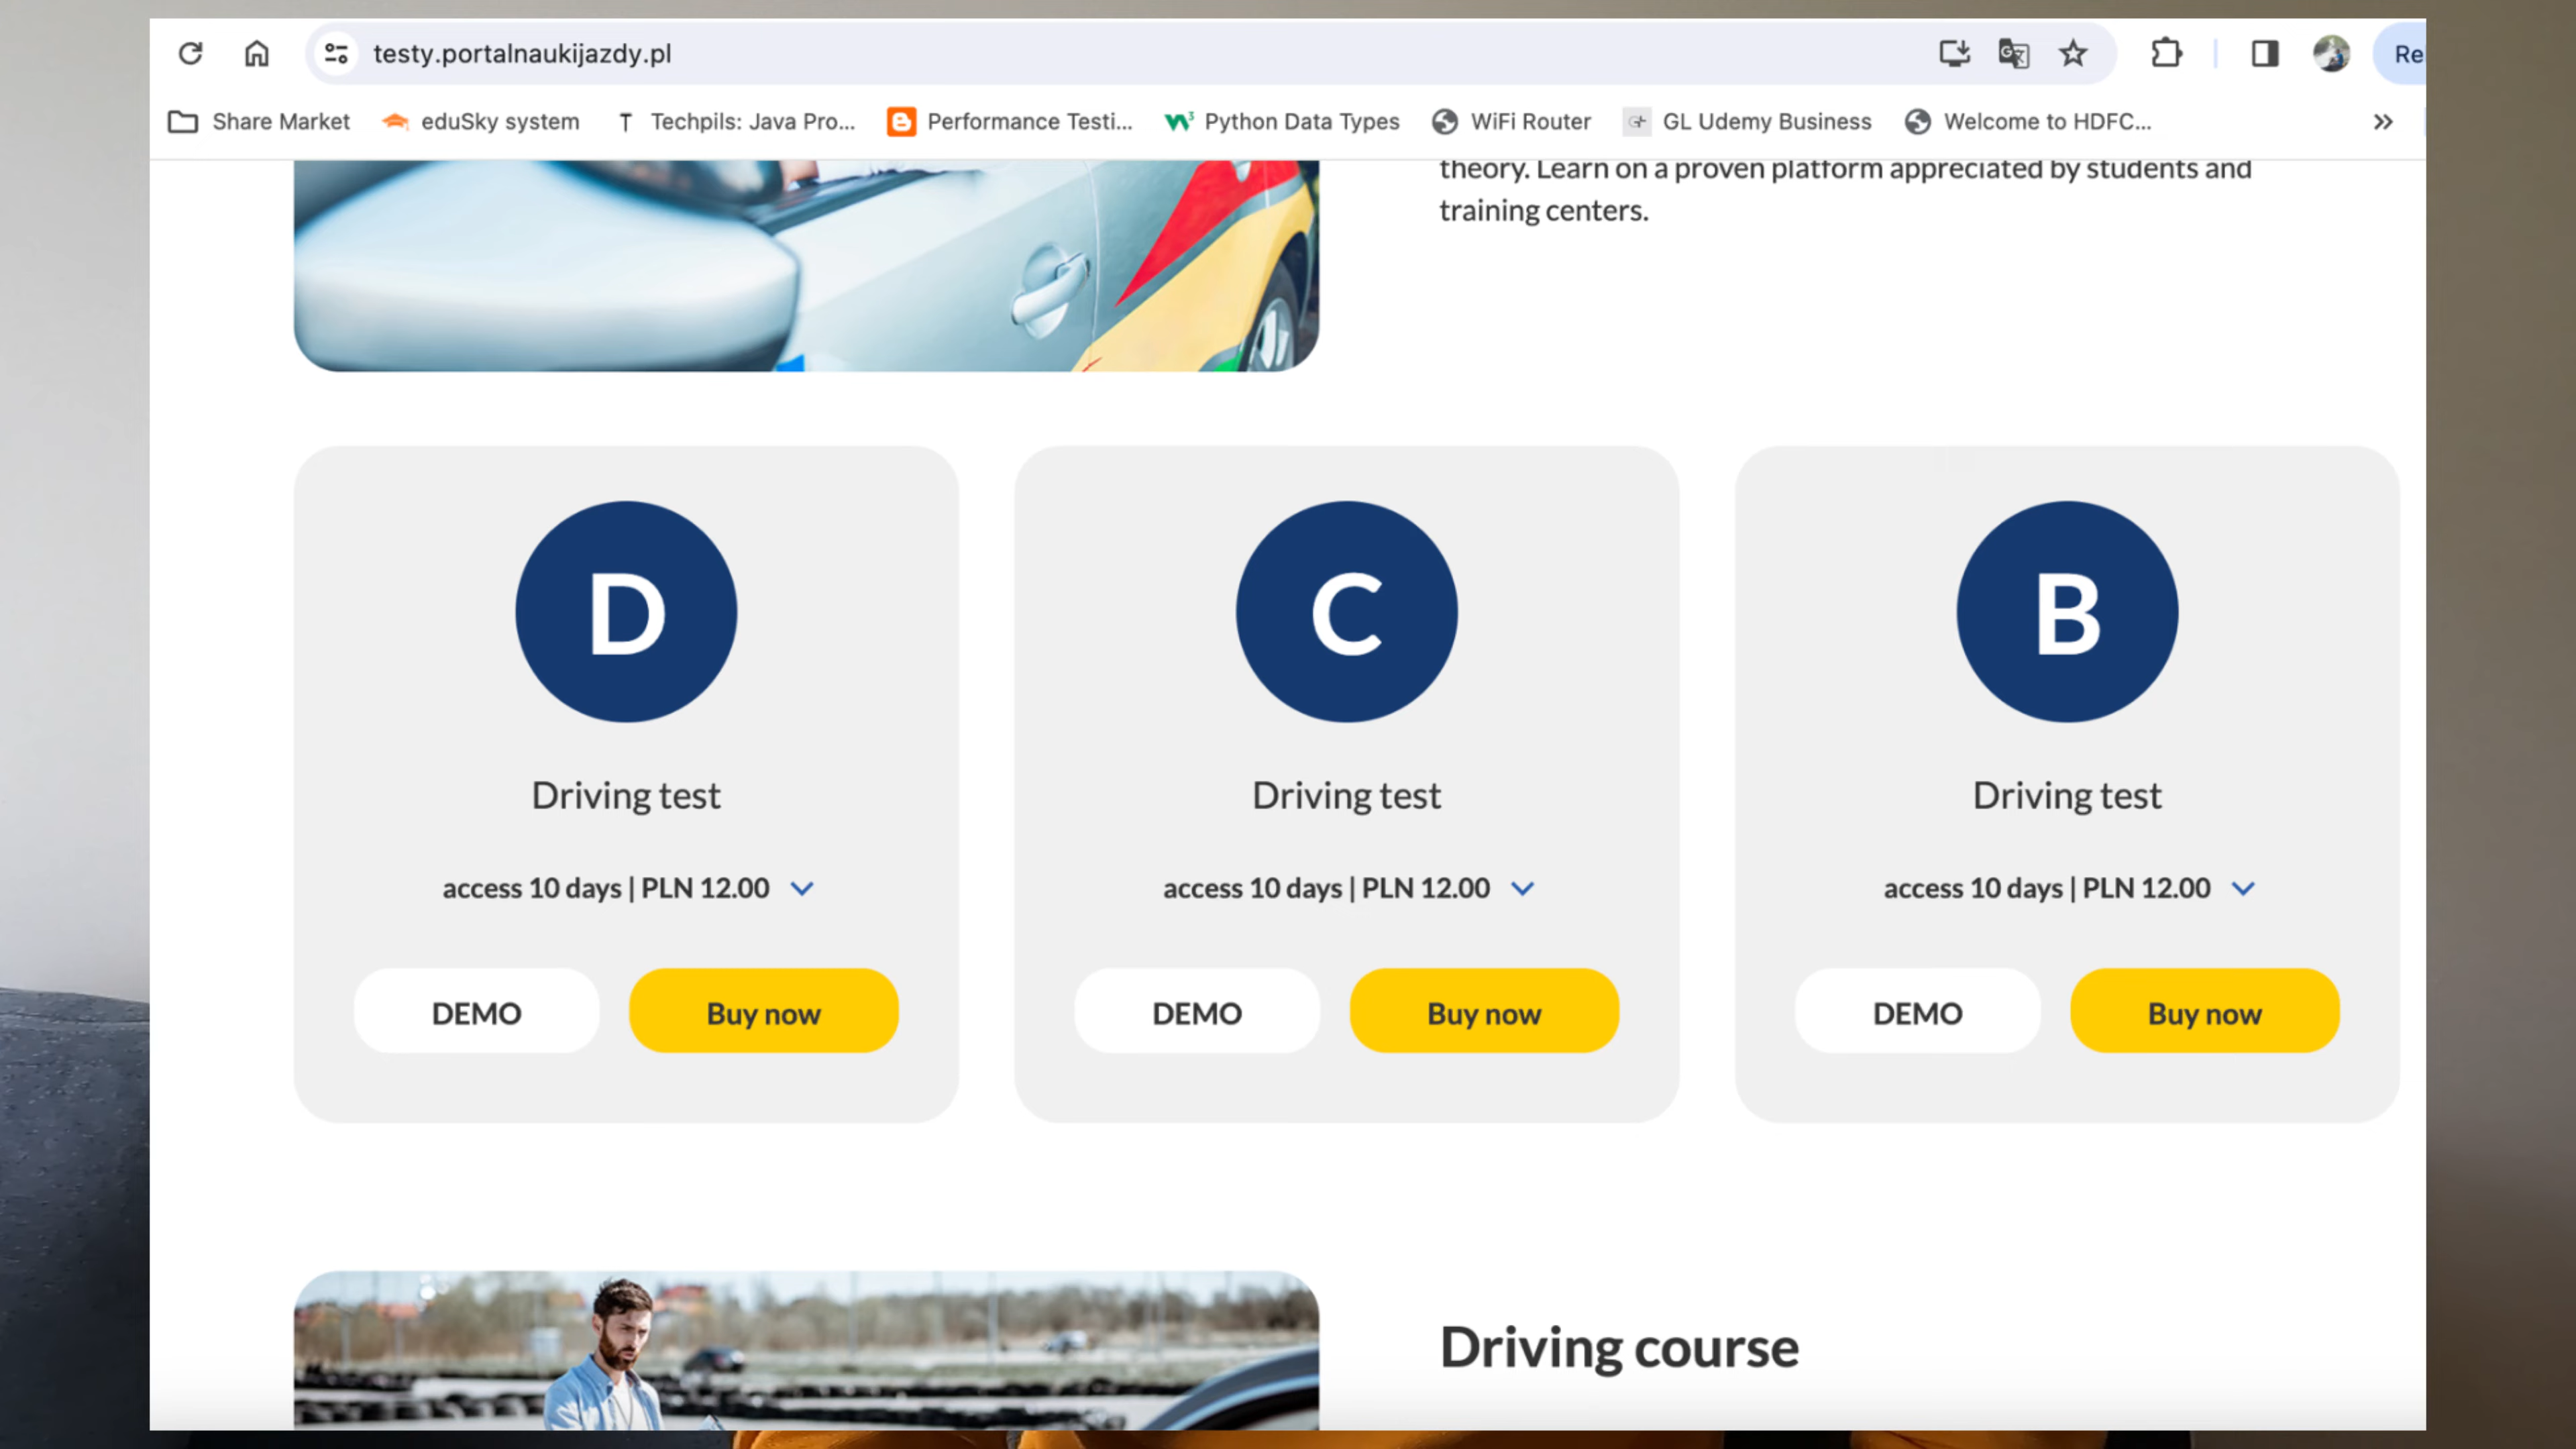 testy.portalnaukijazdy.pl
Re
Share Market
eduSky system
T Techpils: Java Pro...
Performance Testi...
Python Data Types
WiFi Router
GL Udemy Business
Welcome to HDFC...
theory. Learn on a proven platform appreciated by students and
training centers.
D
Driving test
access 10 days | PLN 12.00
DEMO
Buy now
C
Driving test
access 10 days | PLN 12.00
DEMO
Buy now
B
Driving test
access 10 days | PLN 12.00
DEMO
Buy now
Driving course